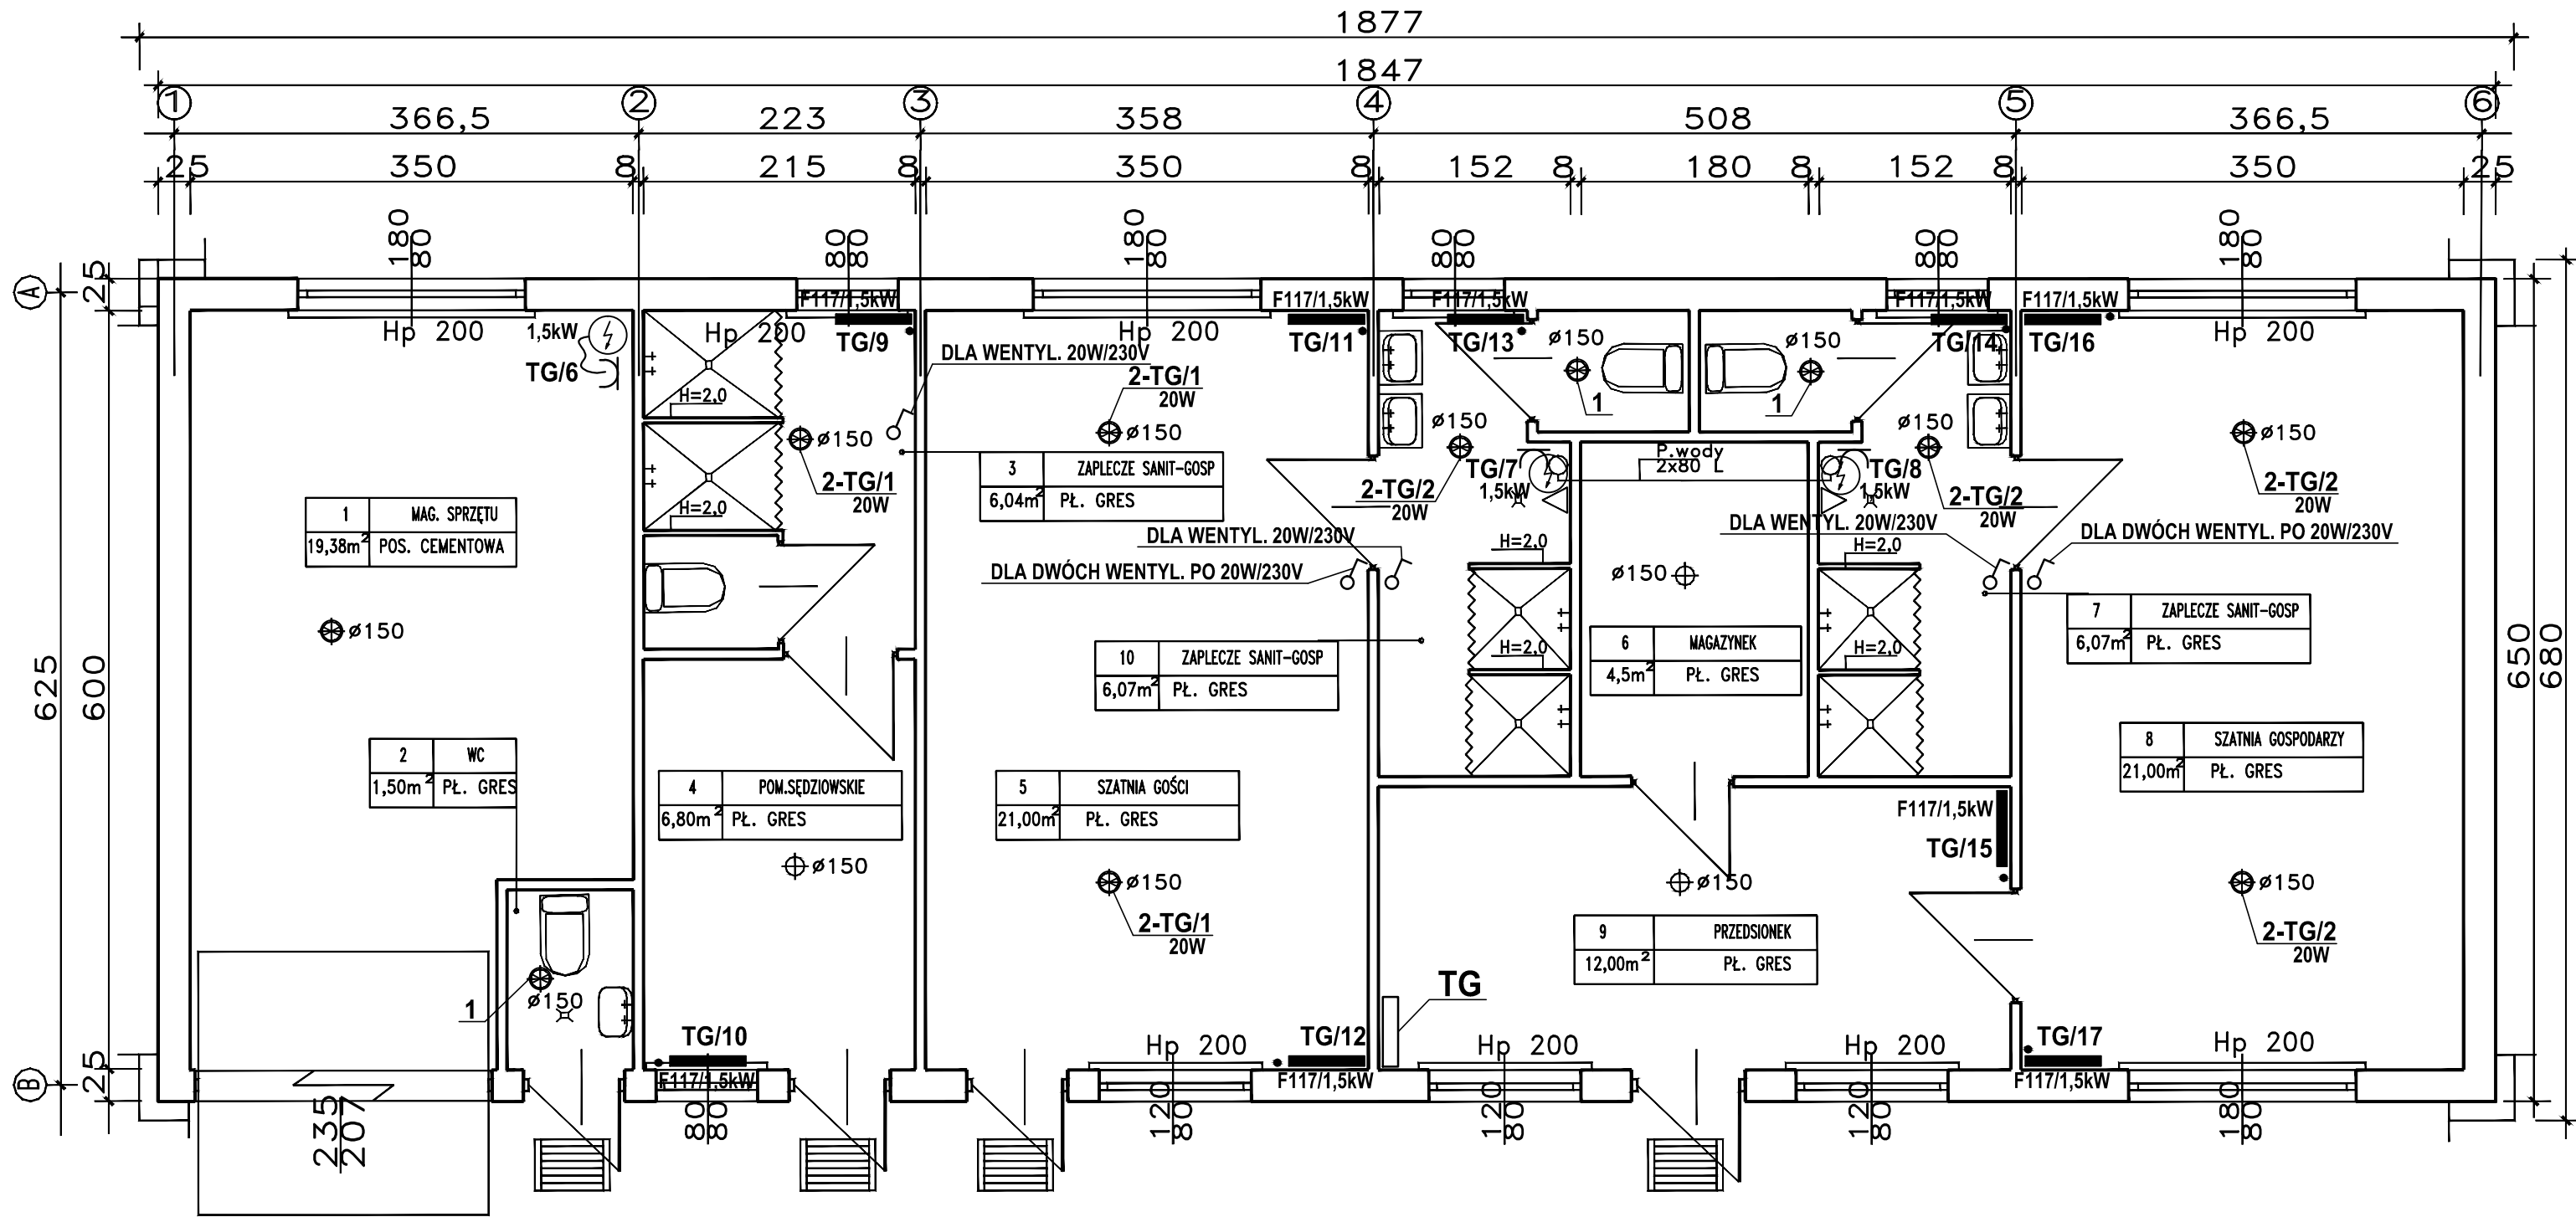 1877
1847
1 2 3 4 5 6
366,5 223 358 508 366,5
25 350 8 215 8 350 8 152 8 180 8 152 8 350 25
180 80 80 80 180 80 80 80 80 80 180 80
A
25
F117/1,5kW F117/1,5kW F117/1,5kW F117/1,5kW F117/1,5kW
Hp 200 1,5kW Hp 200 TG/9 Hp 200 TG/11 TG/13 ø150 ø150 TG/14 TG/16 Hp 200
TG/6
DLA WENTYL. 20W/230V
2-TG/1
20W
H=2,0
1 1
ø150 ø150 ø150 ø150 ø150
P.wody
2x80 L
3 ZAPLECZE SANIT-GOSP
6,04m² PŁ. GRES
TG/7
1,5kW
TG/8
1,5kW
2-TG/1
20W
2-TG/2
20W
2-TG/2
20W
2-TG/2
20W
H=2,0
1 MAG. SPRZĘTU
19,38m² POS. CEMENTOWA
DLA WENTYL. 20W/230V
DLA DWÓCH WENTYL. PO 20W/230V
DLA WENTYL. 20W/230V
DLA DWÓCH WENTYL. PO 20W/230V
H=2,0 H=2,0
ø150
ø150
7 ZAPLECZE SANIT-GOSP
6,07m² PŁ. GRES
10 ZAPLECZE SANIT-GOSP
6,07m² PŁ. GRES
H=2,0 H=2,0
6 MAGAZYNEK
4,5m² PŁ. GRES
625 600 650 680
2 WC
1,50m² PŁ. GRES
4 POM.SĘDZIOWSKIE
6,80m² PŁ. GRES
5 SZATNIA GOŚCI
21,00m² PŁ. GRES
8 SZATNIA GOSPODARZY
21,00m² PŁ. GRES
F117/1,5kW
TG/15
ø150 ø150 ø150 ø150
2-TG/1
20W
9 PRZEDSIONEK
12,00m² PŁ. GRES
2-TG/2
20W
TG
1 ø150
TG/10 Hp 200 TG/12 Hp 200 Hp 200 TG/17 Hp 200
B
25
F117/1,5kW F117/1,5kW F117/1,5kW
235 207 80 80 120 80 120 80 120 80 180 80